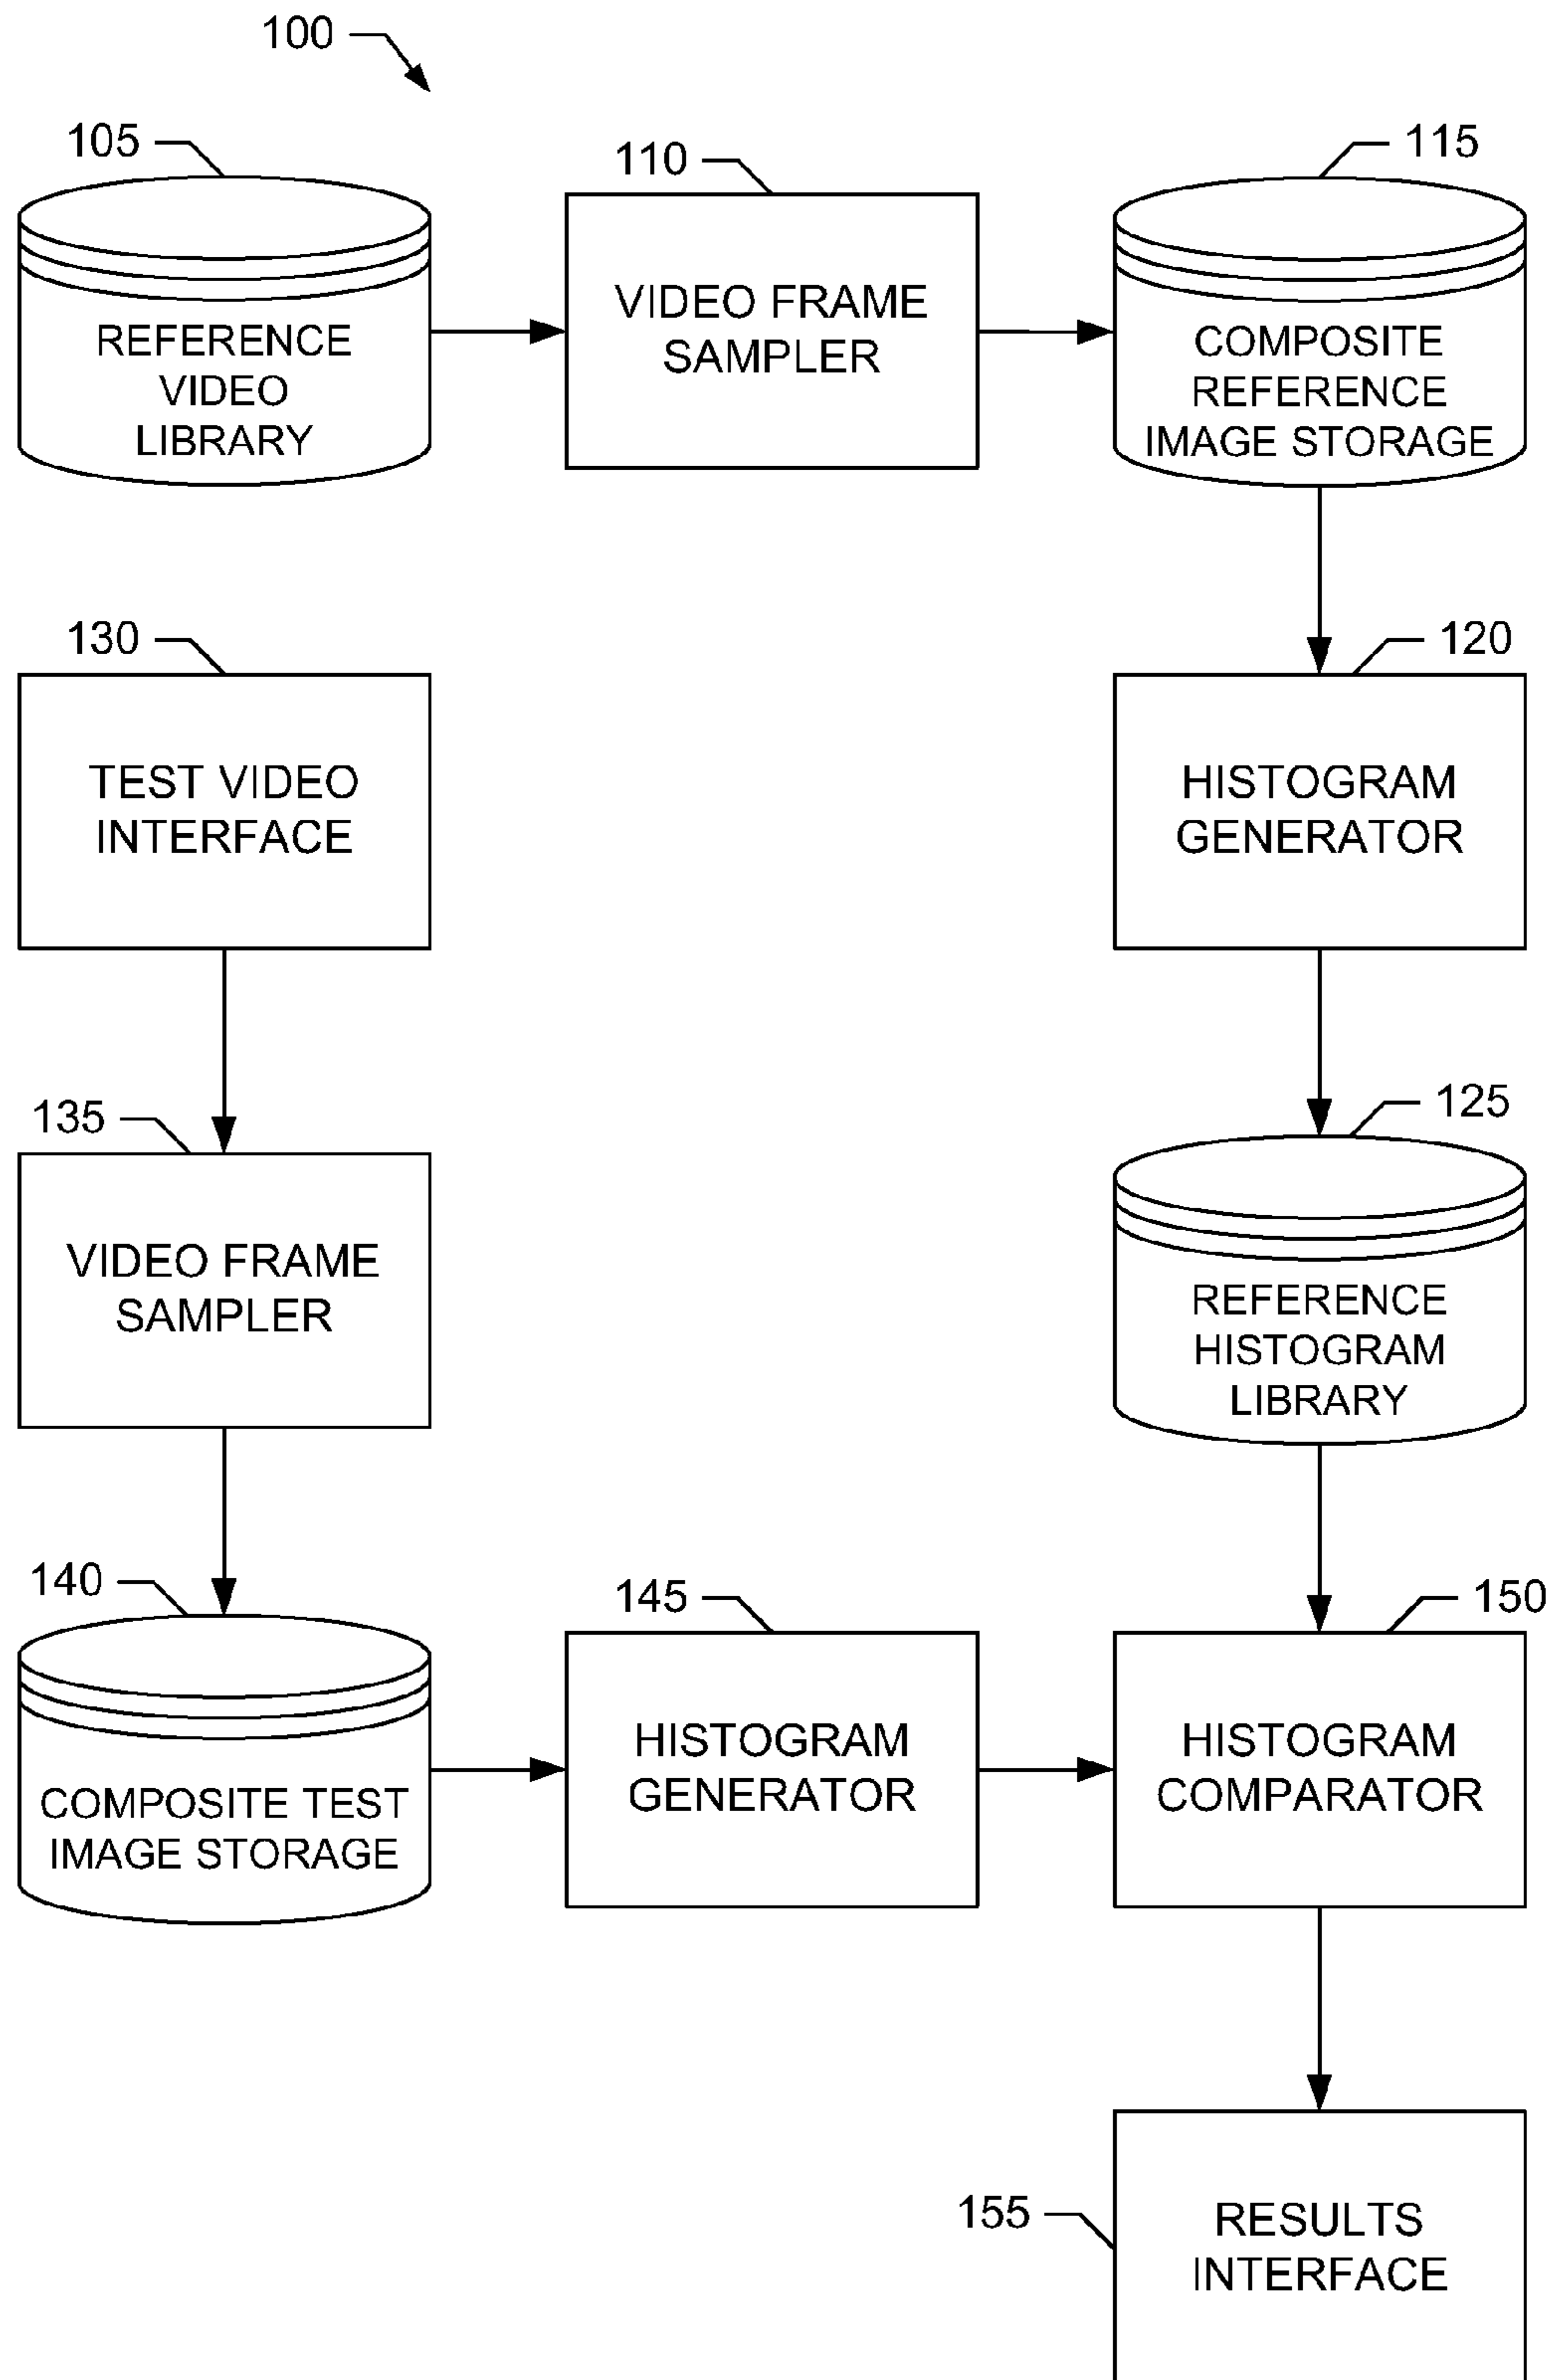 100
105
110
115
REFERENCE
VIDEO
LIBRARY
VIDEO FRAME
SAMPLER
COMPOSITE
REFERENCE
IMAGE STORAGE
130
120
TEST VIDEO
INTERFACE
HISTOGRAM
GENERATOR
135
125
VIDEO FRAME
SAMPLER
REFERENCE
HISTOGRAM
LIBRARY
140
145
150
COMPOSITE TEST
IMAGE STORAGE
HISTOGRAM
GENERATOR
HISTOGRAM
COMPARATOR
155
RESULTS
INTERFACE